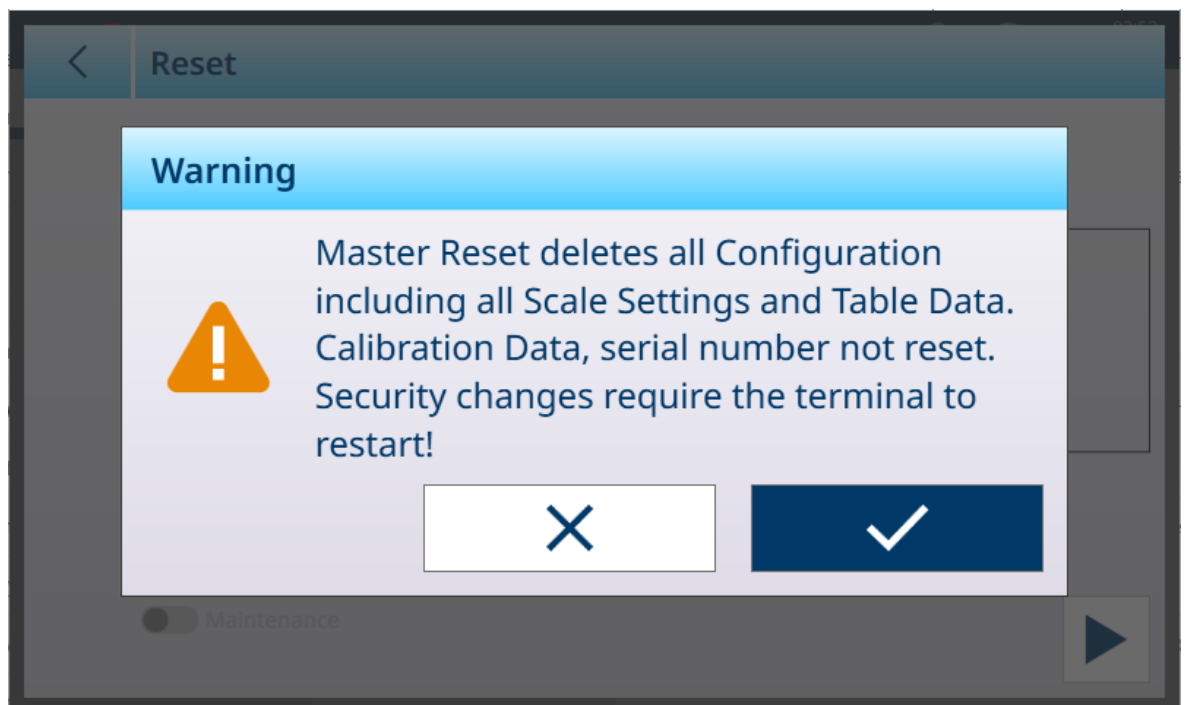 Reset
Warning
Master Reset deletes all Configuration
including all Scale Settings and Table Data.
Calibration Data, serial number not reset.
Security changes require the terminal to
restart!
Maintenance